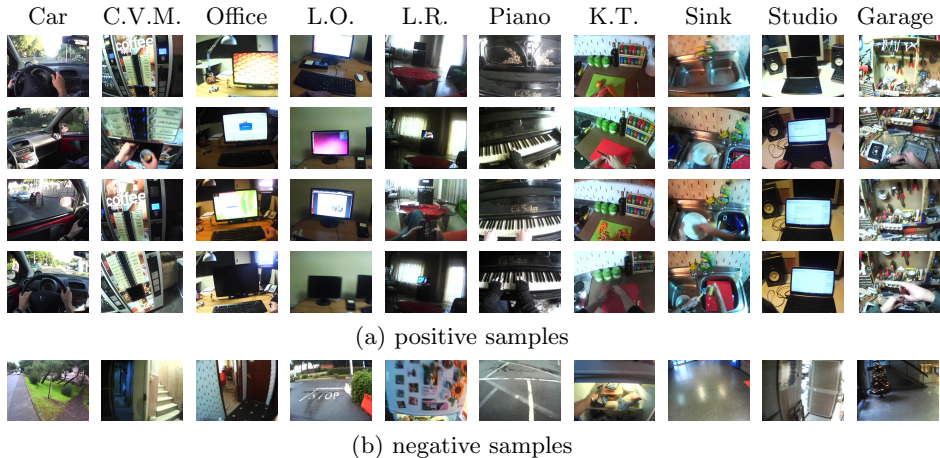 Car C.V.M. Office L.O. L.R. Piano K.T. Sink Studio Garage
coffee
coffee
(a) positive samples
STOP
(b) negative samples